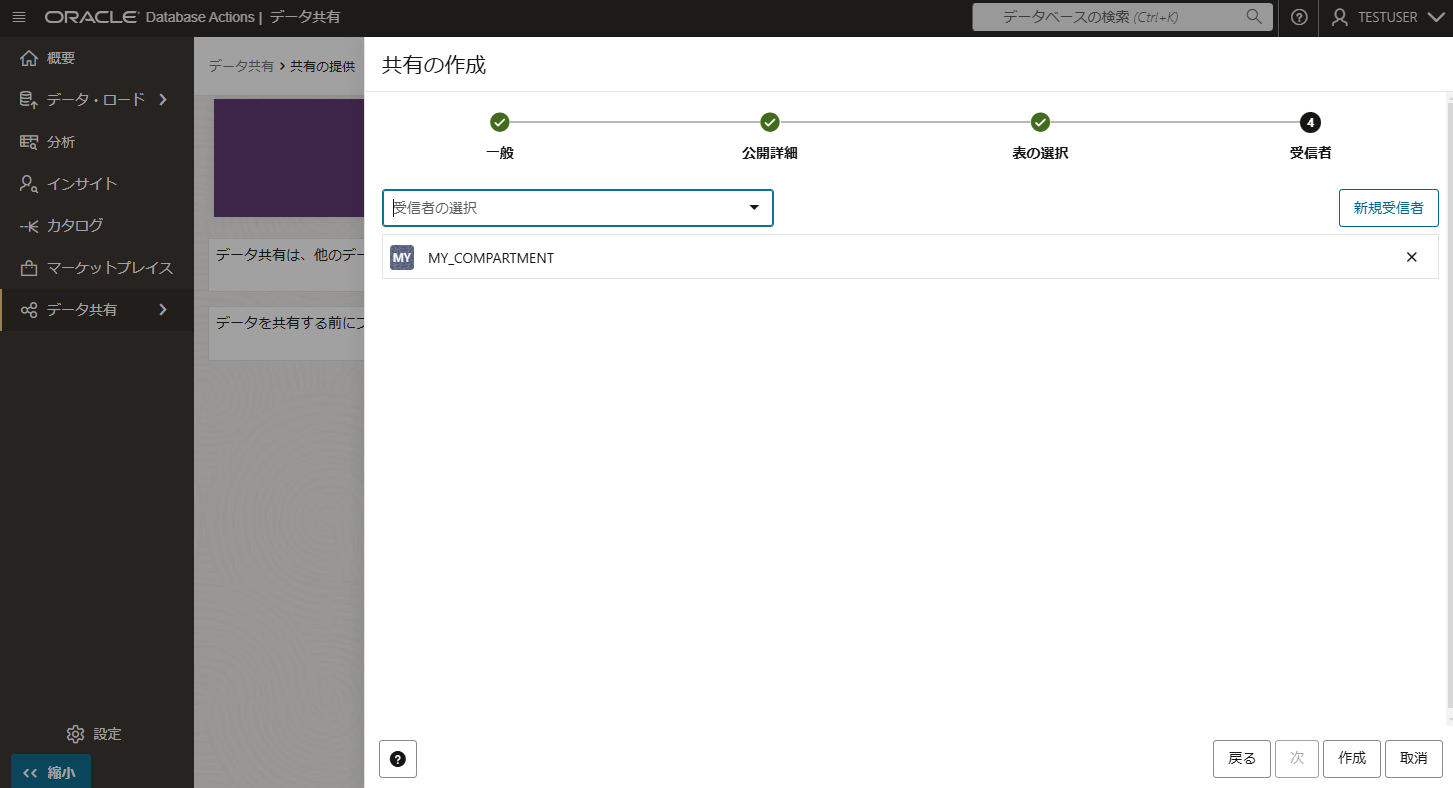 ORACLE Database Actions | データ共有
データベースの検索 (Ctrl+K)
TESTUSER
概要
データ・ロード
分析
インサイト
カタログ
マーケットプレイス
データ共有
設定
縮小
データ共有 › 共有の提供
データ共有は、他のデー
データを共有する前に
共有の作成
一般
公開詳細
表の選択
4
受信者
受信者の選択
新規受信者
MY MY_COMPARTMENT
戻る
次
作成
取消